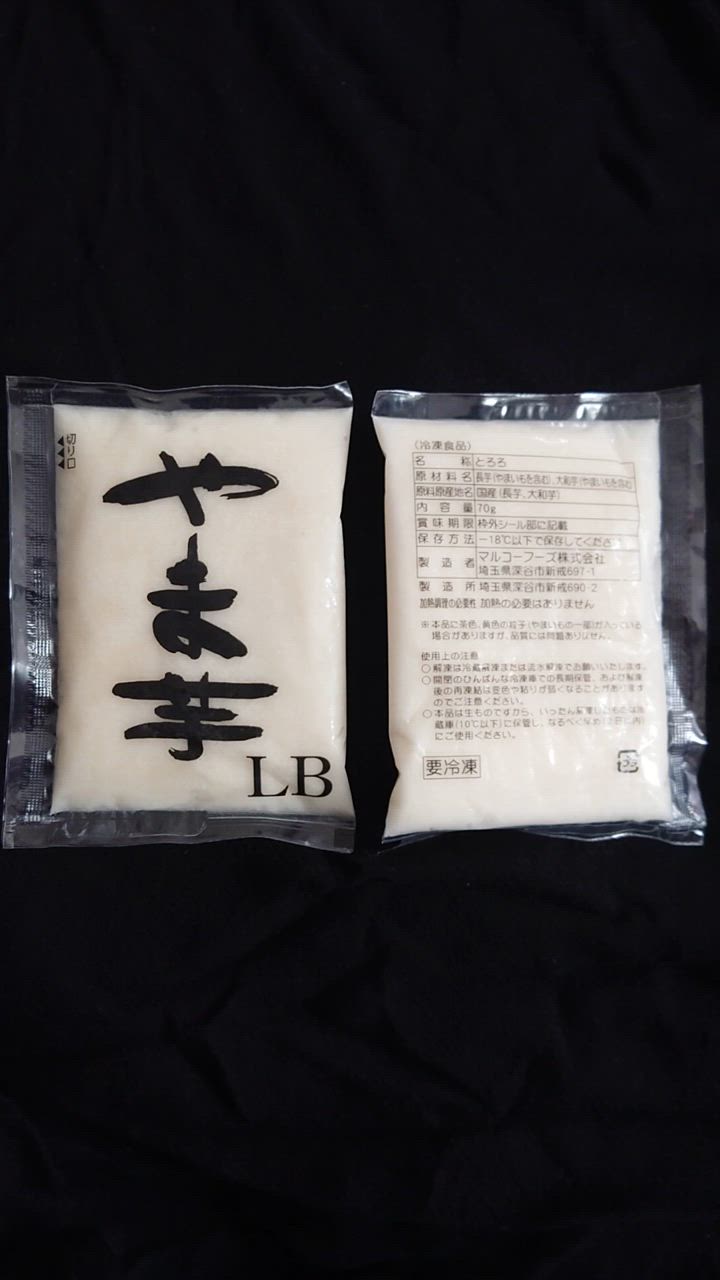 切り口
やま芋
LB
(冷凍食品)
名称 とろろ
原材料名 長芋(やまいもを含む)、大和芋(やまいもを含む)
原料原産地名 国産(長芋、大和芋)
内容量 70g
賞味期限 枠外シール部に記載
保存方法 −18℃以下で保存してください
製造者 マルコーフーズ株式会社
埼玉県深谷市新戒697-1
製造所 埼玉県深谷市新戒690-2
加熱調理の必要性 加熱の必要はありません
※本品に茶色、黄色の粒子(やまいもの一部)が入っている
場合がありますが、品質には問題ありません。
使用上の注意
○解凍は冷蔵解凍または流水解凍でお願いいたします。
○開閉のひんぱんな冷凍庫での長期保管、および解凍
後の再凍結は変色や粘りが弱くなることがあります
のでご注意ください。
○本品は生ものですから、いったん解凍したものは冷
蔵庫(10℃以下)に保管し、なるべく早め(2日以内)
にご使用ください。
要冷凍
プラ